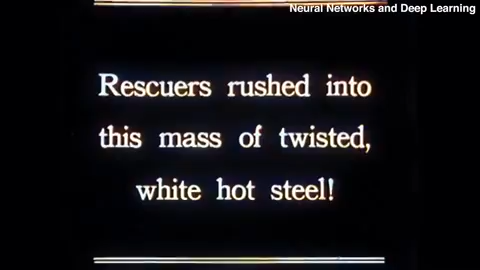 Neural Networks and Deep Learning
Rescuers rushed into
this mass of twisted,
white hot steel!